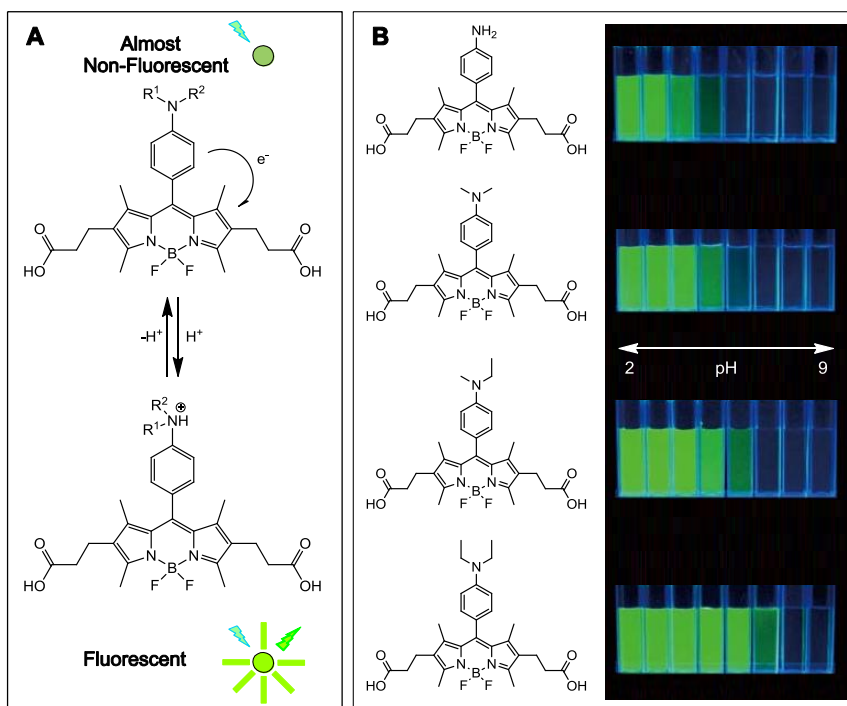 A
Almost
Non-Fluorescent
R1 R2
N
e-
O
HO
N N
B
F F
O
OH
-H+ H+
R2 ⊕
R1-NH
O
HO
N N
B
F F
O
OH
Fluorescent
B
NH2
O
HO
N N
B
F F
O
OH
N
O
HO
N N
B
F F
O
OH
N
O
HO
N N
B
F F
O
OH
N
O
HO
N N
B
F F
O
OH
2 pH 9